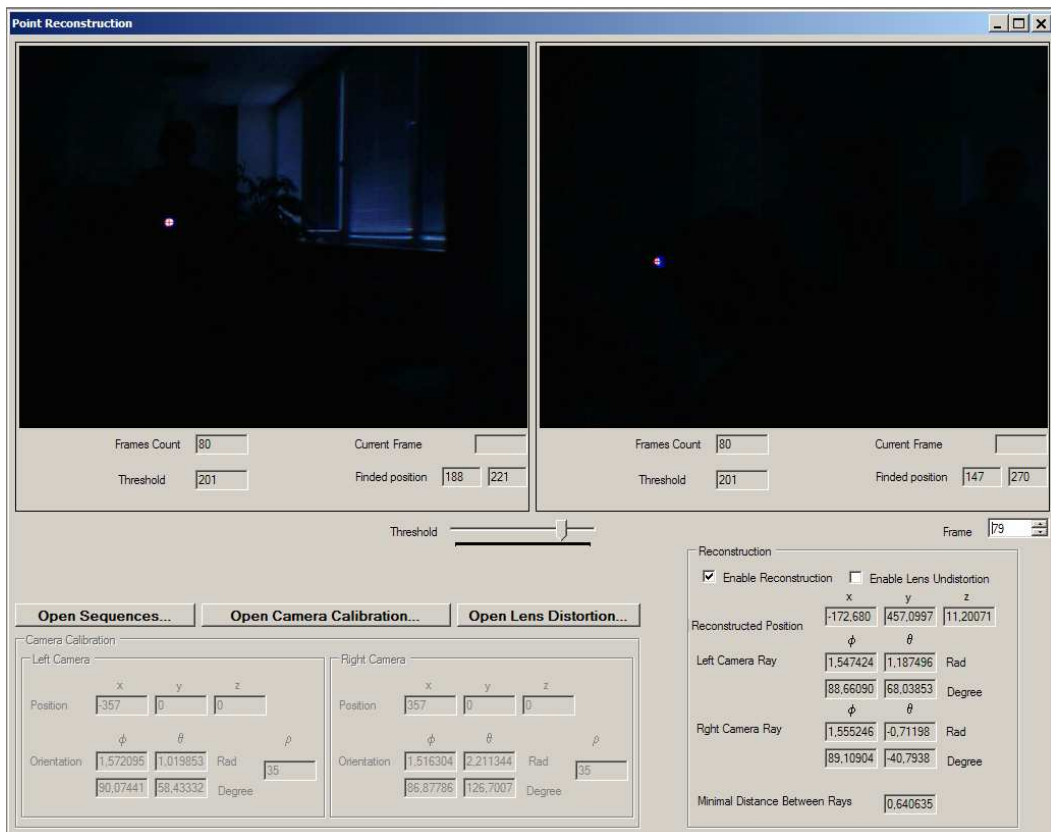 Point Reconstruction
Frames Count 80 Current Frame
Threshold 201 Finded position 188 221
Frames Count 80 Current Frame
Threshold 201 Finded position 147 270
Threshold
Frame 79
Reconstruction
Enable Reconstruction Enable Lens Undistortion
x y z
Reconstructed Position -172,680 457,0997 11,20071
ϕ θ
Left Camera Ray 1,547424 1,187496 Rad
88,66090 68,03853 Degree
ϕ θ
Rght Camera Ray 1,555246 -0,71198 Rad
89,10904 -40,7938 Degree
Minimal Distance Between Rays 0,640635
Open Sequences... Open Camera Calibration... Open Lens Distortion...
Camera Calibration
Left Camera
x y z
Position -357 0 0
ϕ θ ρ
Orientation 1,572095 1,019853 Rad 35
90,07441 58,43332 Degree
Right Camera
x y z
Position 357 0 0
ϕ θ ρ
Orientation 1,516304 2,211344 Rad 35
86,87786 126,7007 Degree